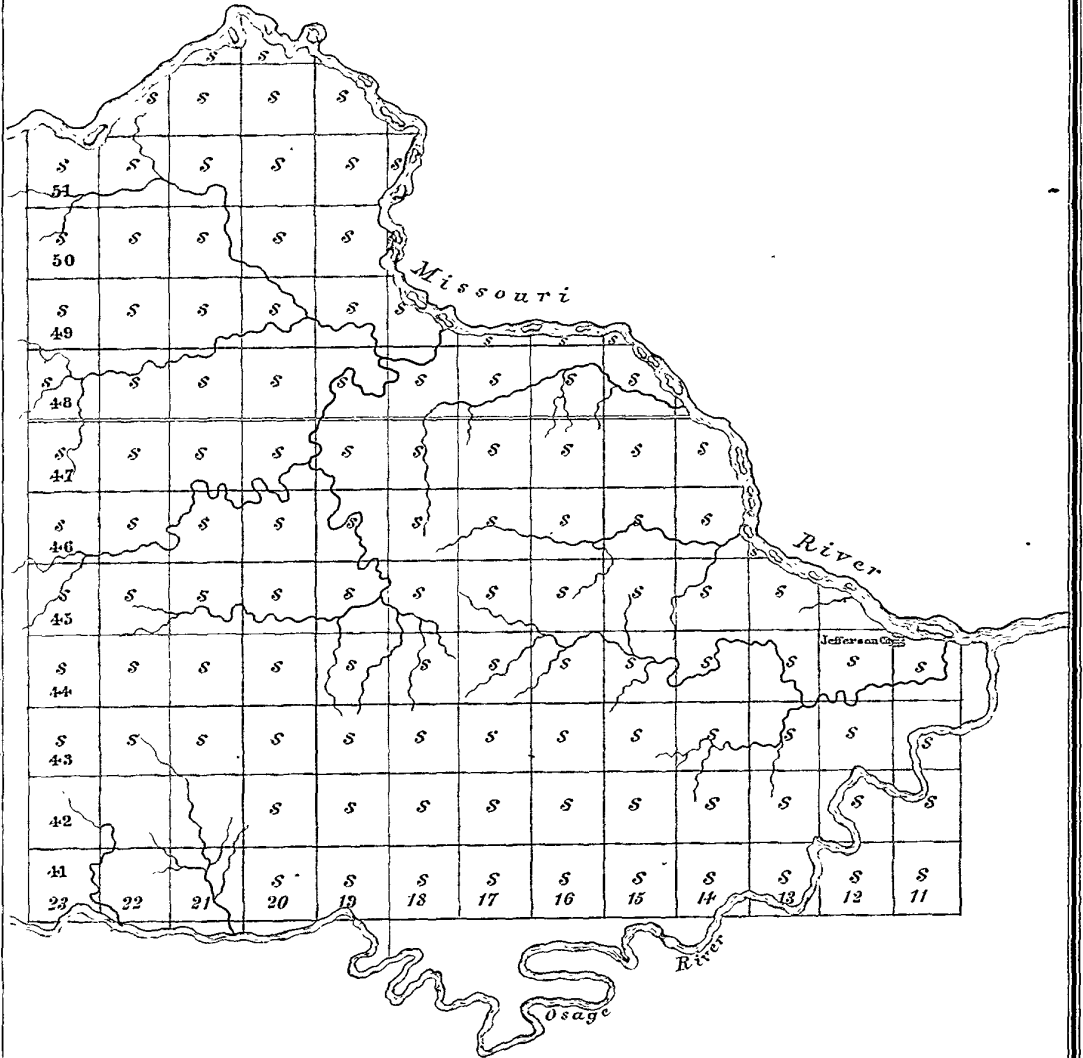 S S
S S S S
S S S S S S
51
S S S S S
50
Missouri
S S S S S S
49
S S S
S S S S S S S S S
48
S S S S S S S S S S
47
S S S S S S S S S S
46
River
S S S S S S S S S S S
45
Jefferson City
S S S S S S S S S S S S S
44
S S S S S S S S S S S S S
43
S S S S S S S S S S
42
41
S S S S S S S S S S
23 22 21 20 19 18 17 16 15 14 13 12 11
Osage River